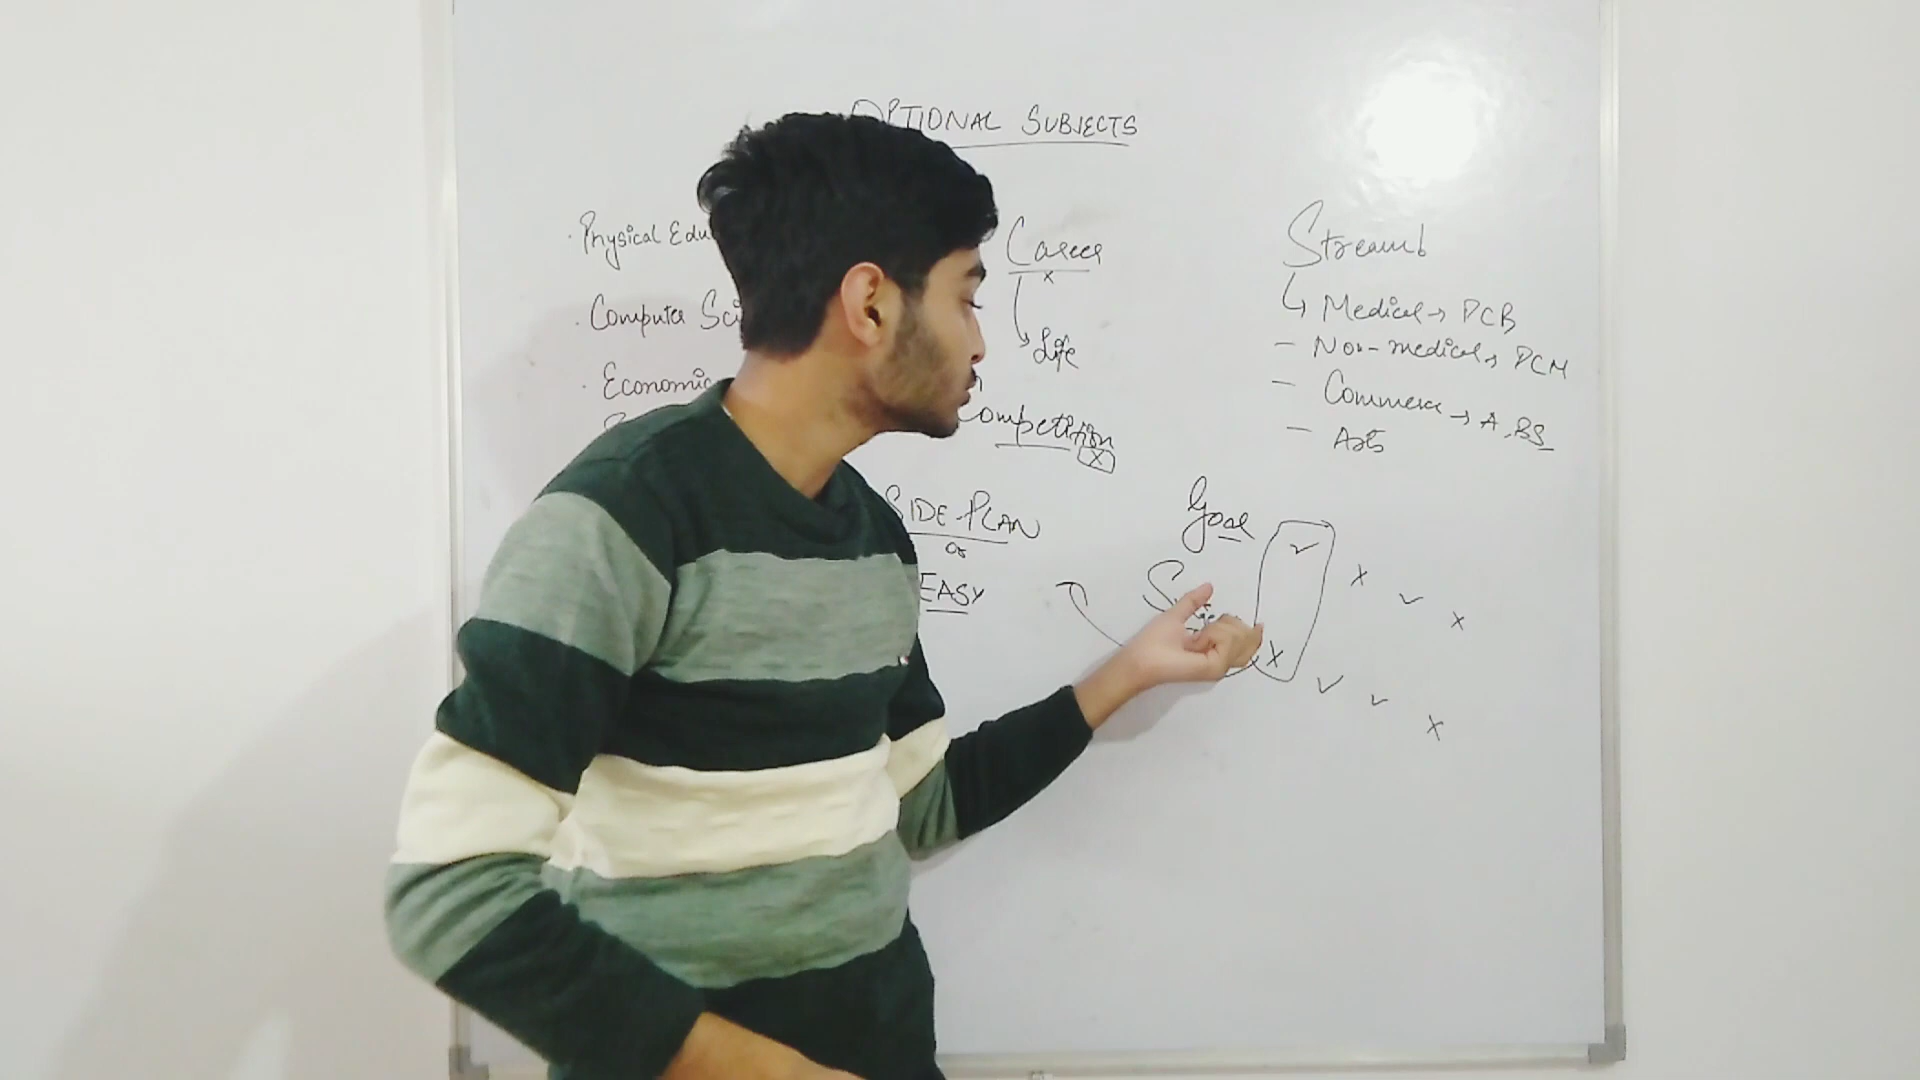 OPTIONAL SUBJECTS
. Physical Edu
. Computer Sci
. Economic
Career
x
Life
Competition
X
SIDE PLAN
or
EASY
Streams
↳ Medical → PCB
- Non-medical → PCM
- Commerce → A, BS
- Arts
Goal ✓ x ✓ x
X ✓ ✓ x